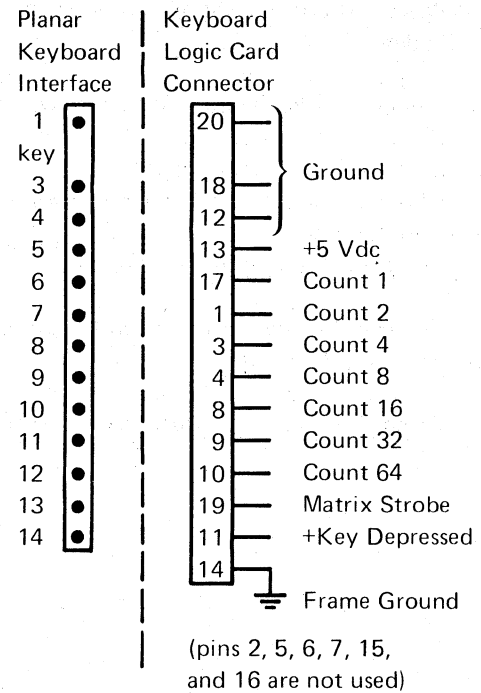 Planar Keyboard
Keyboard Logic Card
Interface Connector
1 20
key
3 18 Ground
4 12
5 13 +5 Vdc
6 17 Count 1
7 1 Count 2
8 3 Count 4
9 4 Count 8
10 8 Count 16
11 9 Count 32
12 10 Count 64
13 19 Matrix Strobe
14 11 +Key Depressed
14 Frame Ground
(pins 2, 5, 6, 7, 15,
and 16 are not used)